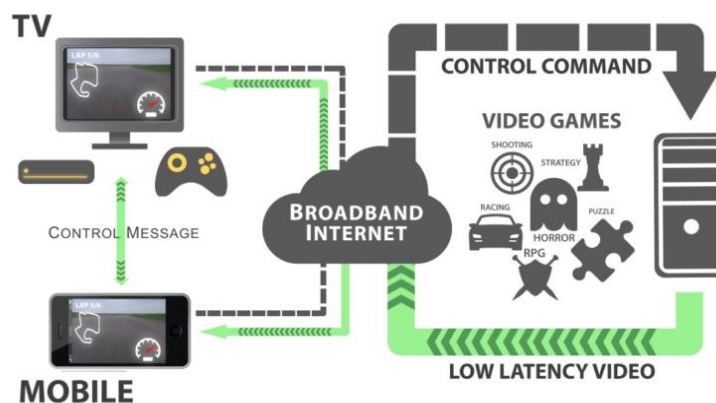 TV
LAP 5/6
CONTROL COMMAND
VIDEO GAMES
SHOOTING
STRATEGY
RACING
PUZZLE
HORROR
RPG
BROADBAND
INTERNET
CONTROL MESSAGE
LAP 5/6
MOBILE
LOW LATENCY VIDEO